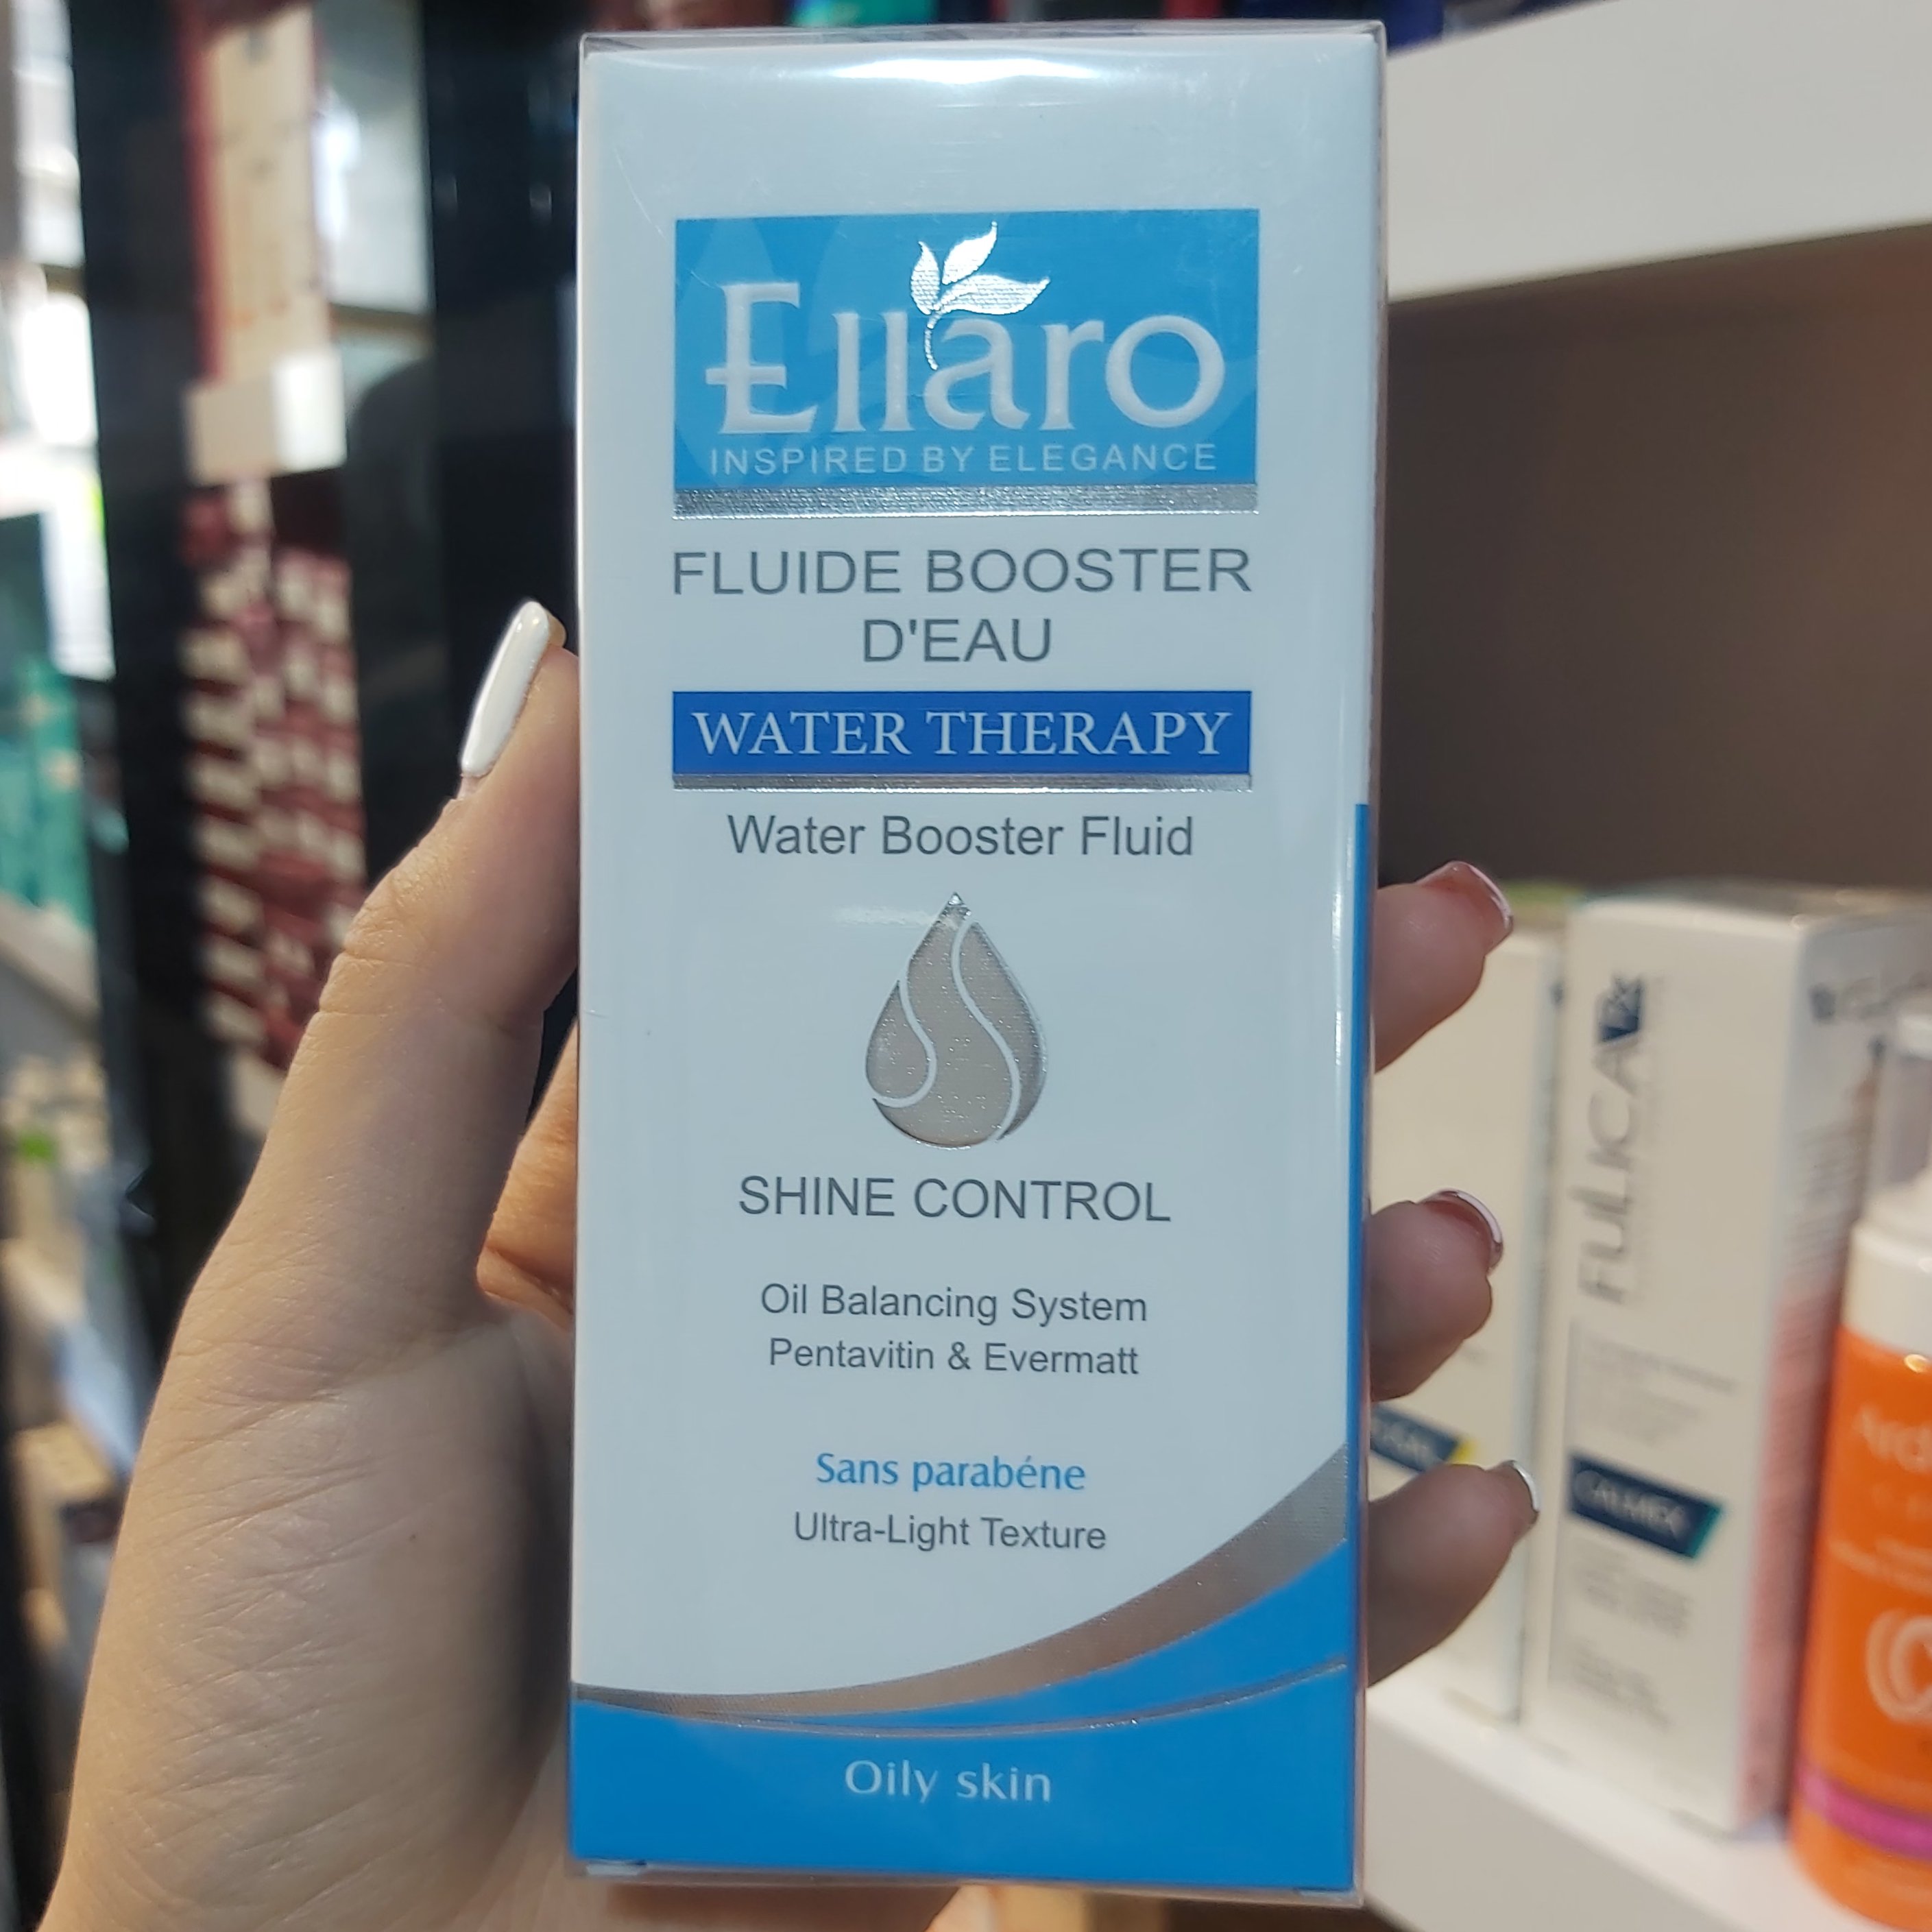 Ellaro
INSPIRED BY ELEGANCE
FLUIDE BOOSTER
D'EAU
WATER THERAPY
Water Booster Fluid
SHINE CONTROL
Oil Balancing System
Pentavitin & Evermatt
Sans parabéne
Ultra-Light Texture
Oily skin
FULICA
CALMEX